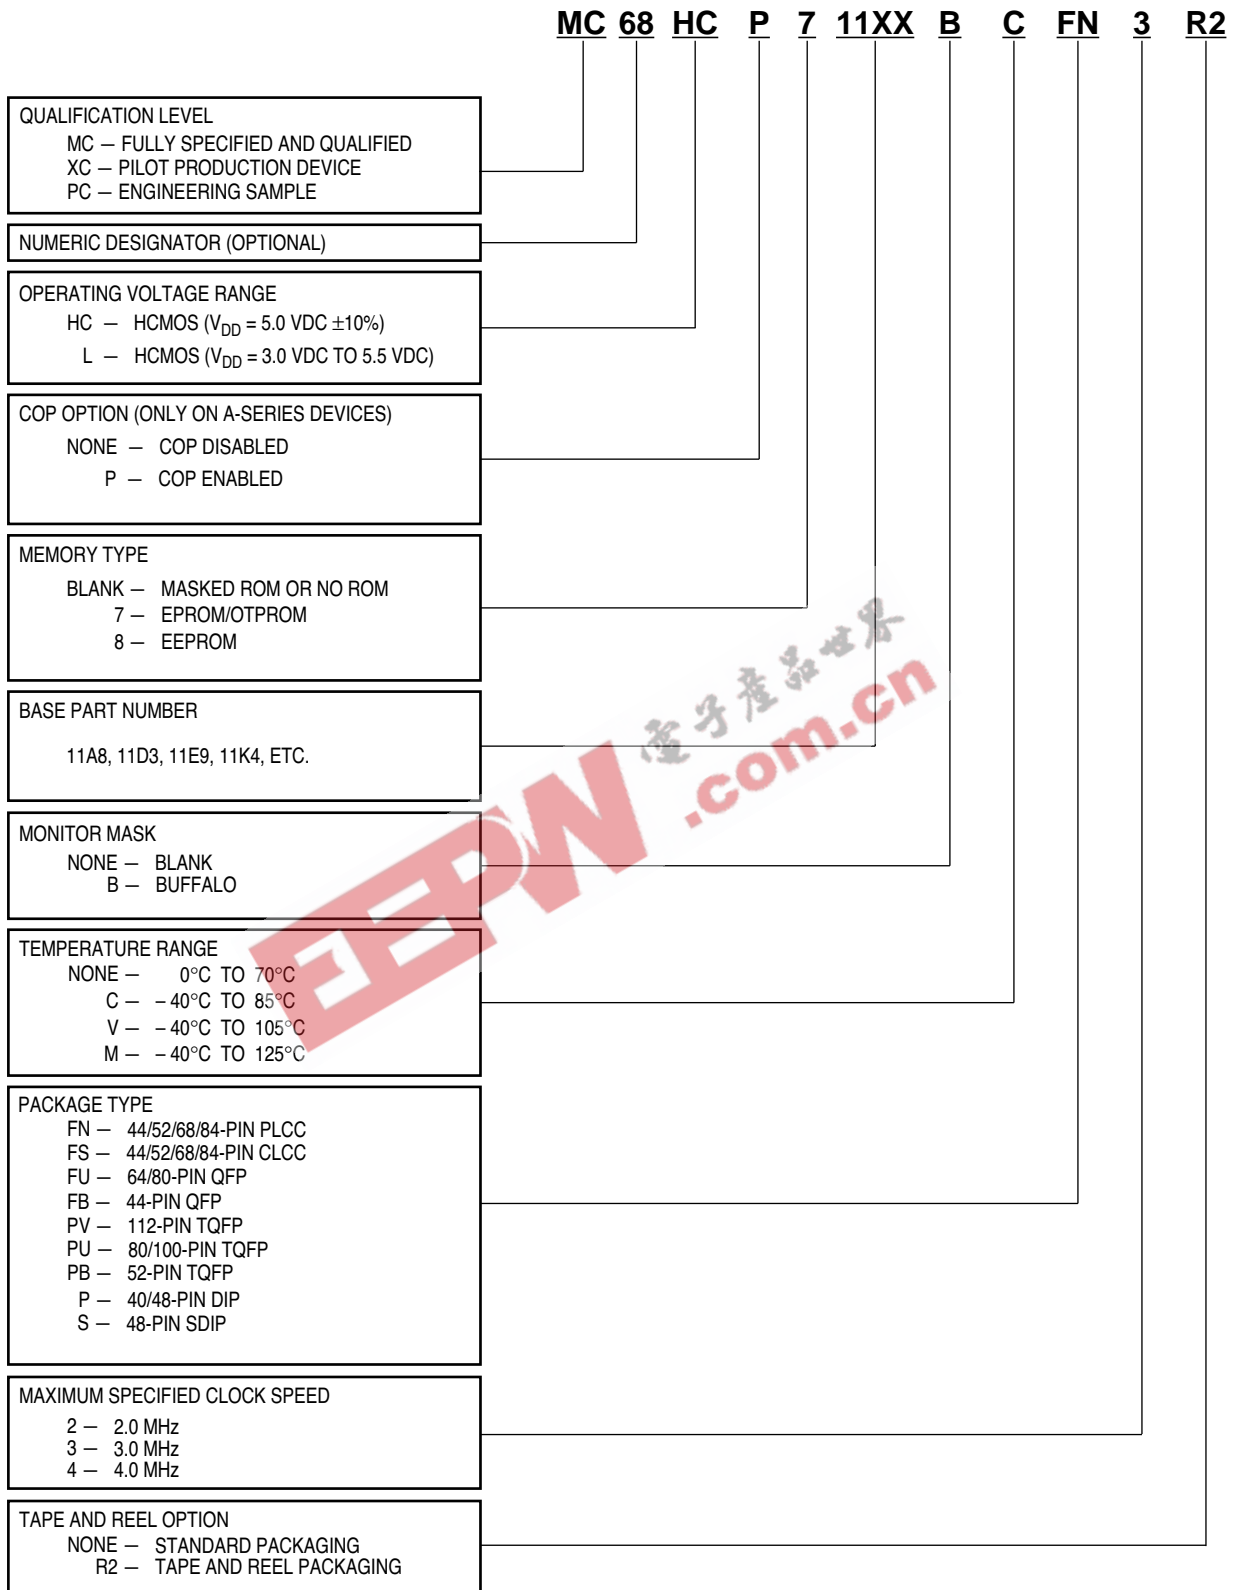 MC 68 HC P 7 11XX B C FN 3 R2
QUALIFICATION LEVEL
MC — FULLY SPECIFIED AND QUALIFIED
XC — PILOT PRODUCTION DEVICE
PC — ENGINEERING SAMPLE
NUMERIC DESIGNATOR (OPTIONAL)
OPERATING VOLTAGE RANGE
HC — HCMOS (VDD = 5.0 VDC ±10%)
L — HCMOS (VDD = 3.0 VDC TO 5.5 VDC)
COP OPTION (ONLY ON A-SERIES DEVICES)
NONE — COP DISABLED
P — COP ENABLED
MEMORY TYPE
BLANK — MASKED ROM OR NO ROM
7 — EPROM/OTPROM
8 — EEPROM
BASE PART NUMBER
11A8, 11D3, 11E9, 11K4, ETC.
MONITOR MASK
NONE — BLANK
B — BUFFALO
TEMPERATURE RANGE
NONE — 0°C TO 70°C
C — – 40°C TO 85°C
V — – 40°C TO 105°C
M — – 40°C TO 125°C
PACKAGE TYPE
FN — 44/52/68/84-PIN PLCC
FS — 44/52/68/84-PIN CLCC
FU — 64/80-PIN QFP
FB — 44-PIN QFP
PV — 112-PIN TQFP
PU — 80/100-PIN TQFP
PB — 52-PIN TQFP
P — 40/48-PIN DIP
S — 48-PIN SDIP
MAXIMUM SPECIFIED CLOCK SPEED
2 — 2.0 MHz
3 — 3.0 MHz
4 — 4.0 MHz
TAPE AND REEL OPTION
NONE — STANDARD PACKAGING
R2 — TAPE AND REEL PACKAGING
EEPW
電子產品世界
.com.cn